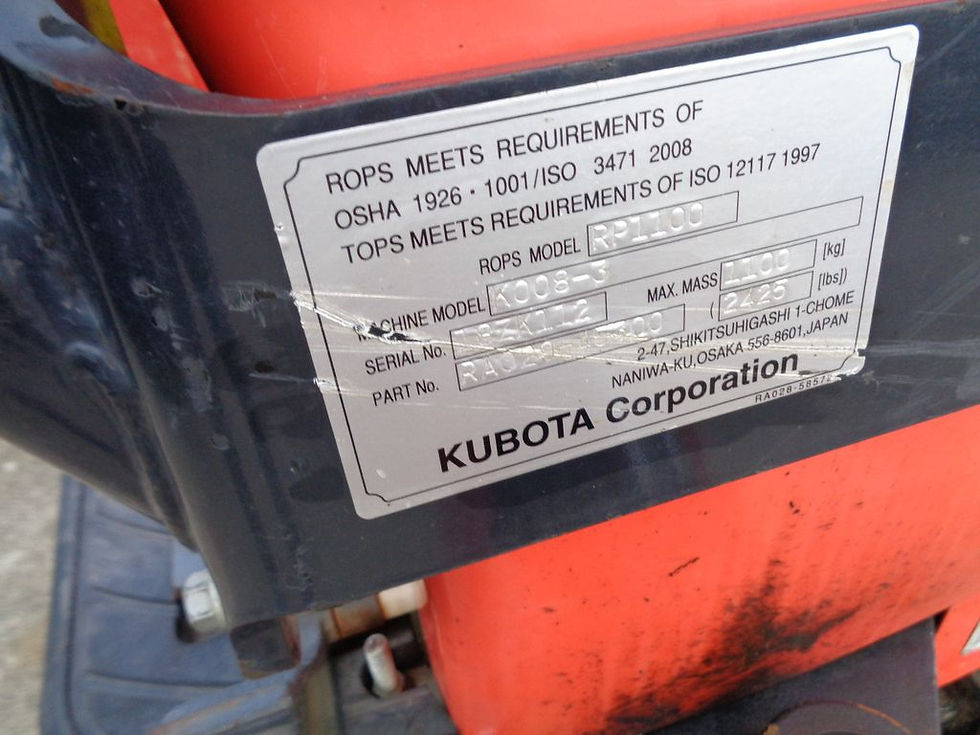 ROPS MEETS REQUIREMENTS OF
OSHA 1926・1001/ISO 3471 2008
TOPS MEETS REQUIREMENTS OF ISO 12117 1997
ROPS MODEL RP1100
MACHINE MODEL K008-3
MAX. MASS 1100 [kg]
(2425 [lbs])
SERIAL No.
PART No.
2-47,SHIKITSUHIGASHI 1-CHOME
NANIWA-KU,OSAKA 556-8601,JAPAN
KUBOTA Corporation